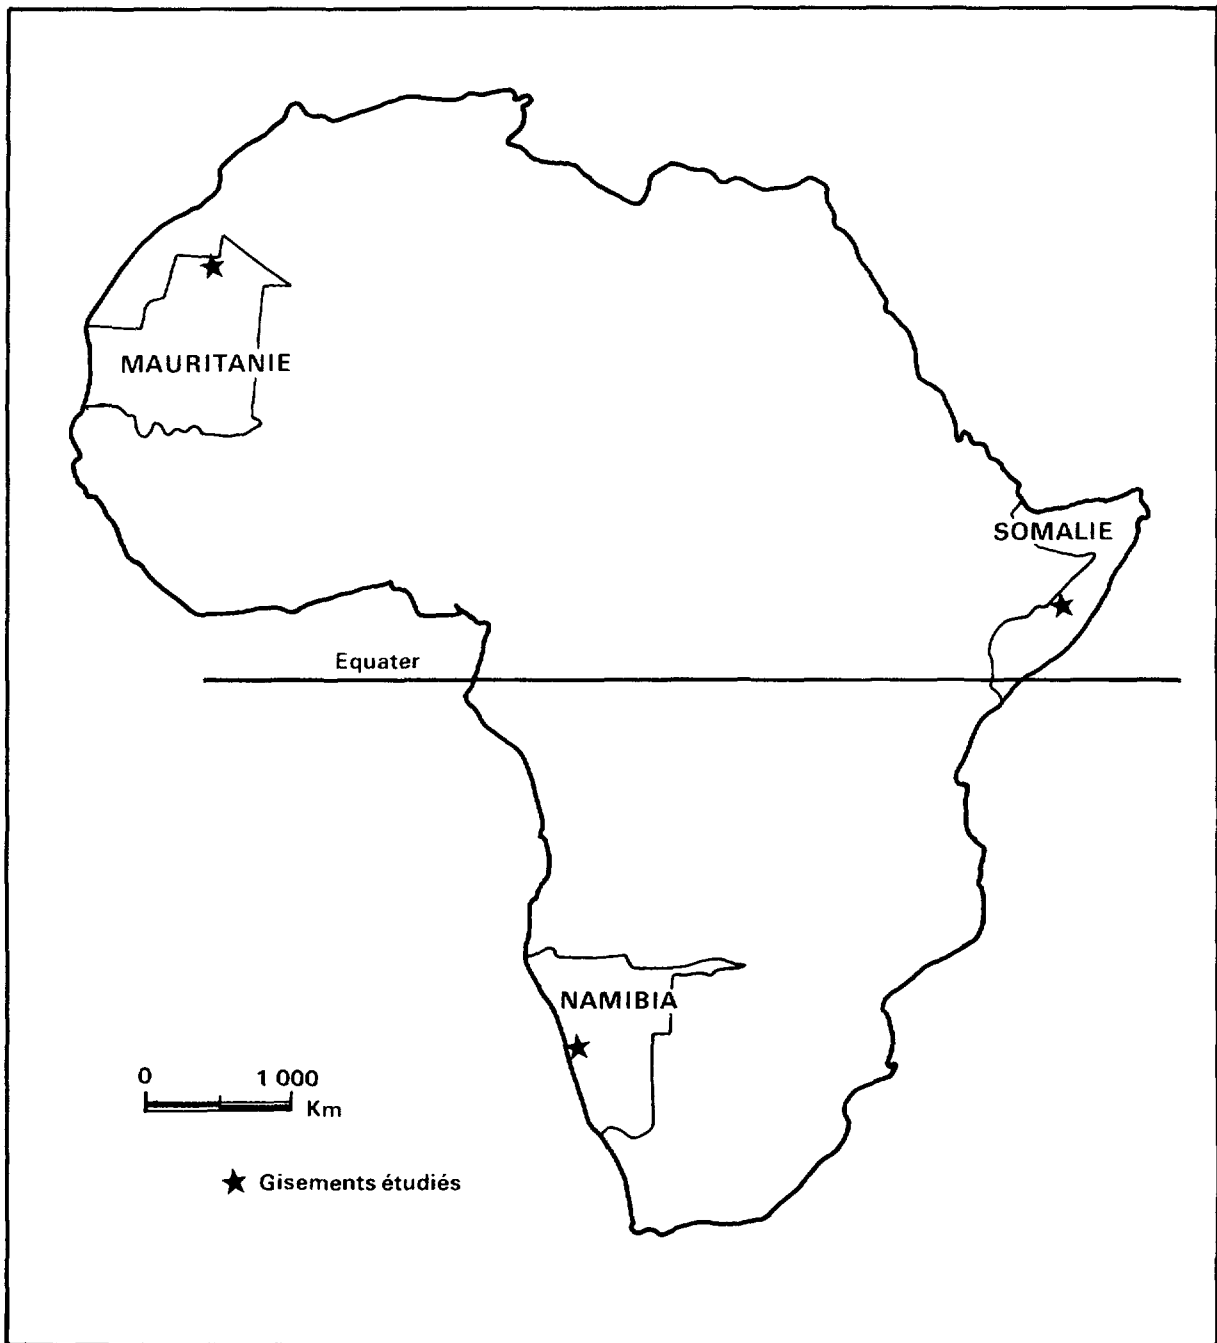 MAURITANIE
SOMALIE
Equater
NAMIBIA
0 1 000
Km
Gisements étudiés